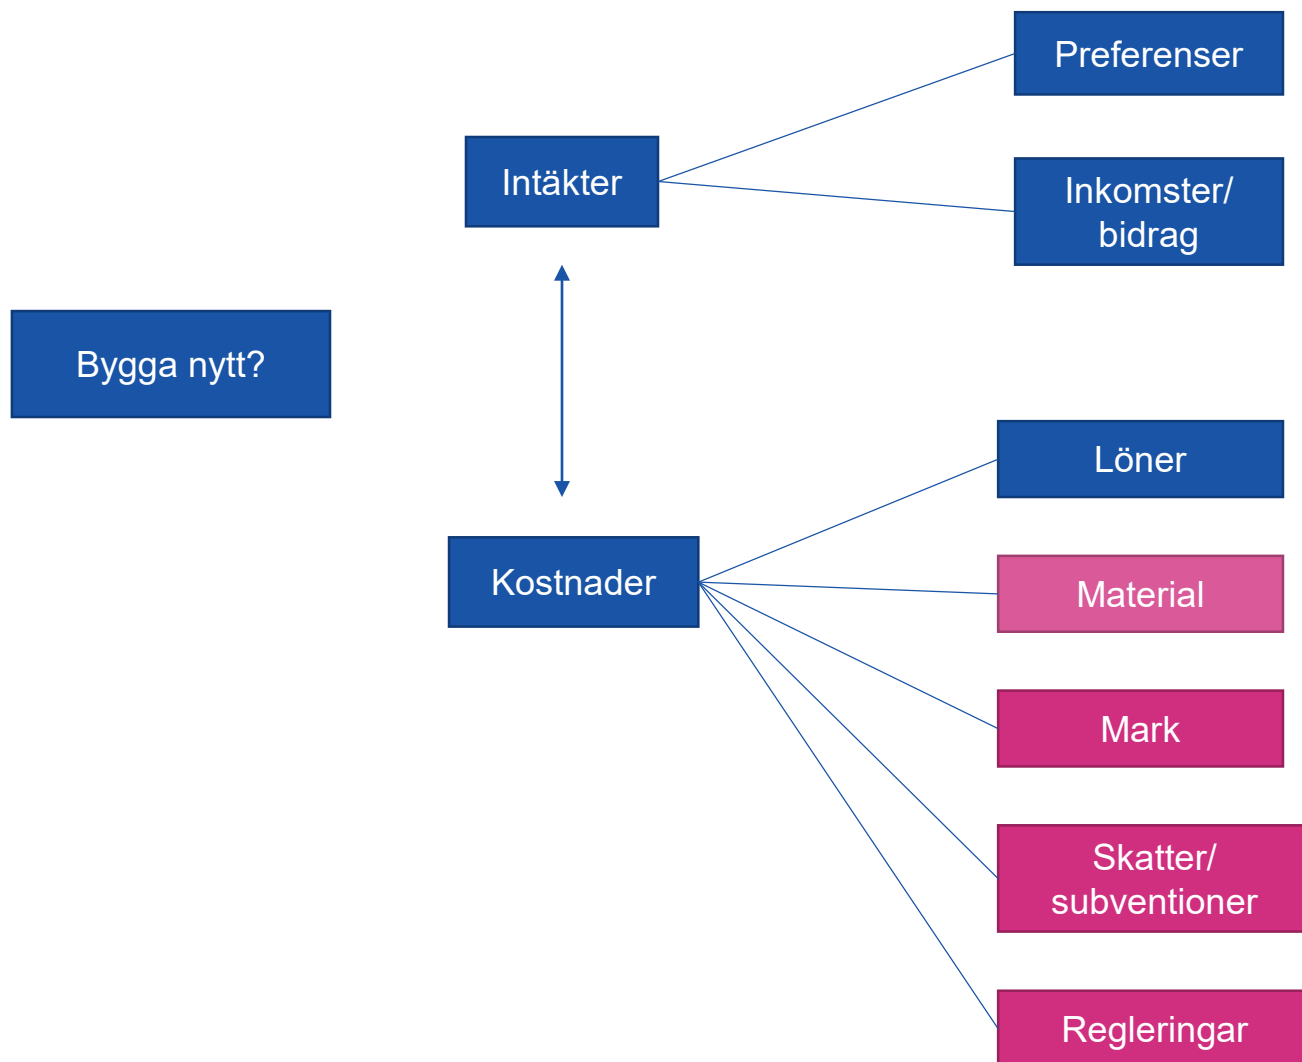 Preferenser
Intäkter
Inkomster/
bidrag
Bygga nytt?
Löner
Kostnader
Material
Mark
Skatter/
subventioner
Regleringar